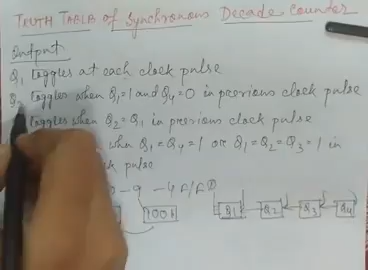 TRUTH TABLE of Synchronous Decade Counter
Output
Q1 Toggles at each clock pulse
Q2 Toggles when Q1=1 and Q4=0 in previous clock pulse
Toggles when Q2=Q1 in previous clock pulse
when Q1=Q4=1 or Q1=Q2=Q3=1 in
pulse
0-9 - 4 F/F
1001
Q1 Q2 Q3 Q4